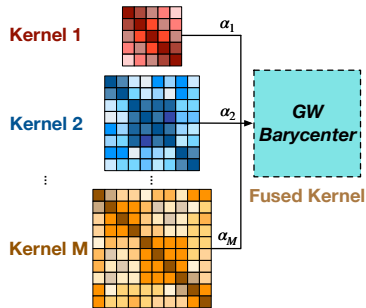 Kernel 1
α1
Kernel 2
α2
GW
Barycenter
Fused Kernel
...
...
Kernel M
αM